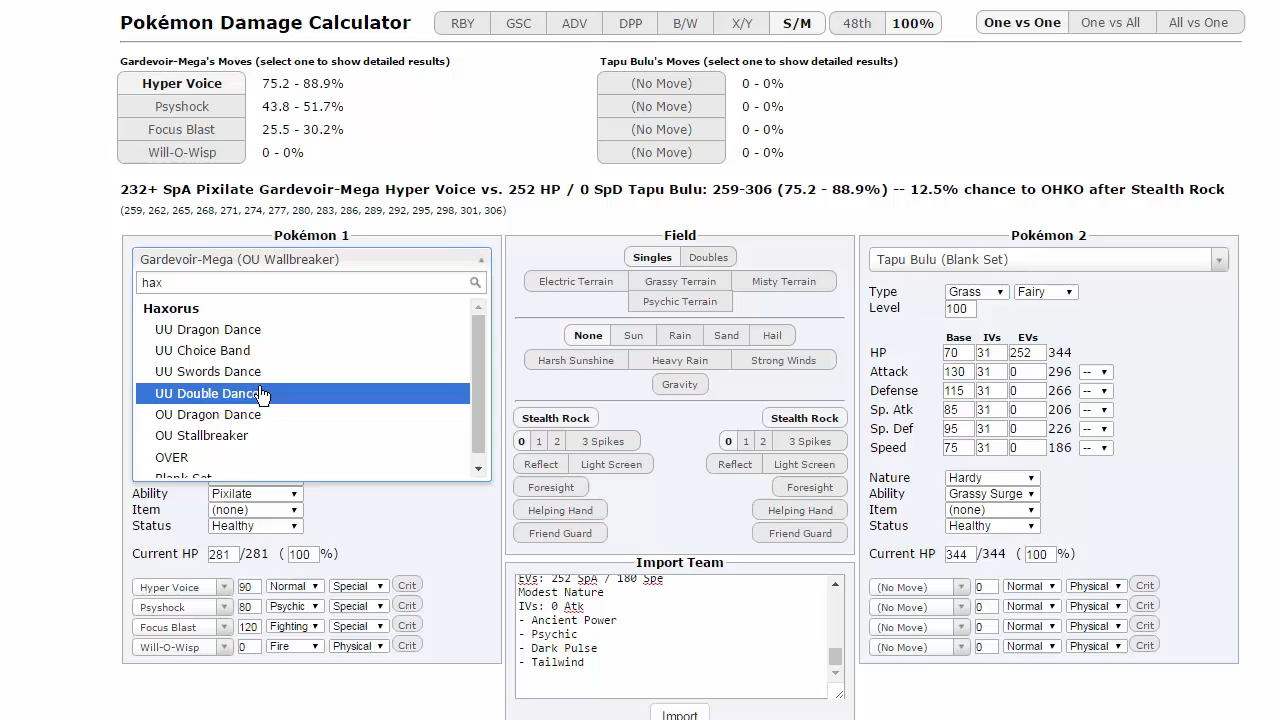 Pokémon Damage Calculator
RBY GSC ADV DPP B/W X/Y S/M 48th 100% One vs One One vs All All vs One
Gardevoir-Mega's Moves (select one to show detailed results)
Hyper Voice 75.2 - 88.9%
Psyshock 43.8 - 51.7%
Focus Blast 25.5 - 30.2%
Will-O-Wisp 0 - 0%
Tapu Bulu's Moves (select one to show detailed results)
(No Move) 0 - 0%
(No Move) 0 - 0%
(No Move) 0 - 0%
(No Move) 0 - 0%
232+ SpA Pixilate Gardevoir-Mega Hyper Voice vs. 252 HP / 0 SpD Tapu Bulu: 259-306 (75.2 - 88.9%) -- 12.5% chance to OHKO after Stealth Rock
(259, 262, 265, 268, 271, 274, 277, 280, 283, 286, 289, 292, 295, 298, 301, 306)
Pokémon 1
Gardevoir-Mega (OU Wallbreaker)
hax
Haxorus
UU Dragon Dance
UU Choice Band
UU Swords Dance
UU Double Dance
OU Dragon Dance
OU Stallbreaker
OVER
Blank Set
Ability Pixilate
Item (none)
Status Healthy
Current HP 281/281 (100%)
Hyper Voice 90 Normal Special Crit
Psyshock 80 Psychic Special Crit
Focus Blast 120 Fighting Special Crit
Will-O-Wisp 0 Fire Physical Crit
Field
Singles Doubles
Electric Terrain Grassy Terrain Misty Terrain
Psychic Terrain
None Sun Rain Sand Hail
Harsh Sunshine Heavy Rain Strong Winds
Gravity
Stealth Rock Stealth Rock
0 1 2 3 Spikes 0 1 2 3 Spikes
Reflect Light Screen Reflect Light Screen
Foresight Foresight
Helping Hand Helping Hand
Friend Guard Friend Guard
Import Team
EVs: 252 SpA / 180 Spe
Modest Nature
IVs: 0 Atk
- Ancient Power
- Psychic
- Dark Pulse
- Tailwind
Import
Pokémon 2
Tapu Bulu (Blank Set)
Type Grass Fairy
Level 100
Base IVs EVs
HP 70 31 252 344
Attack 130 31 0 296 --
Defense 115 31 0 266 --
Sp. Atk 85 31 0 206 --
Sp. Def 95 31 0 226 --
Speed 75 31 0 186 --
Nature Hardy
Ability Grassy Surge
Item (none)
Status Healthy
Current HP 344/344 (100%)
(No Move) 0 Normal Physical Crit
(No Move) 0 Normal Physical Crit
(No Move) 0 Normal Physical Crit
(No Move) 0 Normal Physical Crit